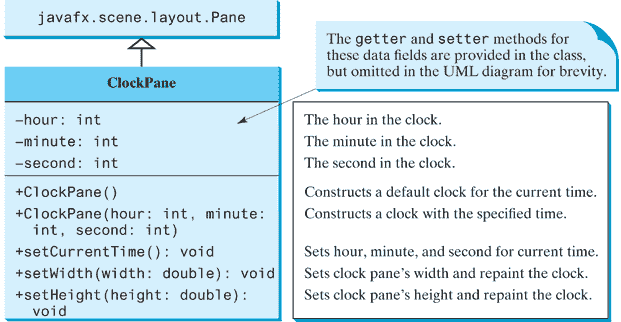 javafx.scene.layout.Pane
The getter and setter methods for
these data fields are provided in the class,
but omitted in the UML diagram for brevity.
ClockPane
–hour: int
–minute: int
–second: int
The hour in the clock.
The minute in the clock.
The second in the clock.
+ClockPane()
+ClockPane(hour: int, minute:
int, second: int)
+setCurrentTime(): void
+setWidth(width: double): void
+setHeight(height: double):
void
Constructs a default clock for the current time.
Constructs a clock with the specified time.
Sets hour, minute, and second for current time.
Sets clock pane’s width and repaint the clock.
Sets clock pane’s height and repaint the clock.